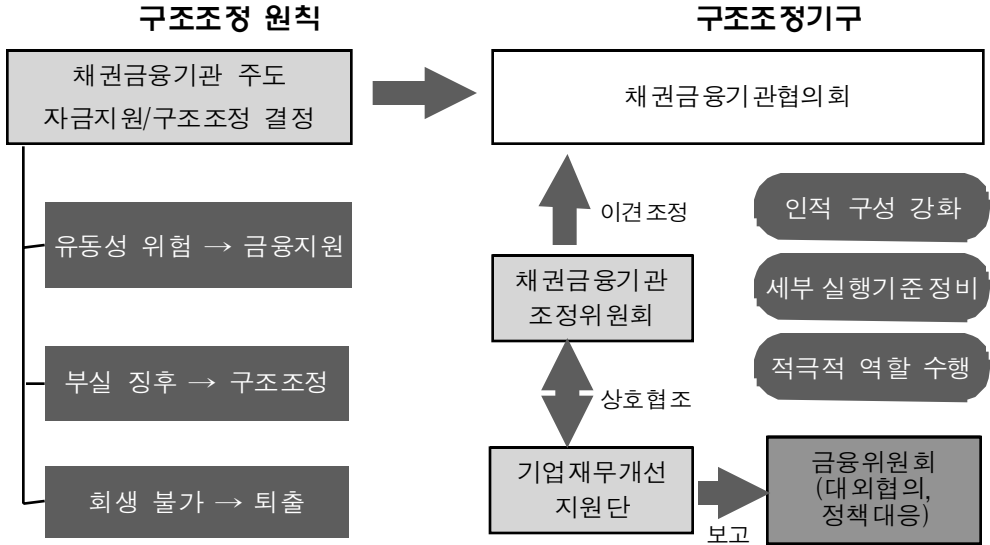 구조조정 원칙
채권금융기관 주도
자금지원/구조조정 결정
유동성 위험 → 금융지원
부실 징후 → 구조조정
회생 불가 → 퇴출
구조조정기구
채권금융기관협의회
이견조정
채권금융기관
조정위원회
상호협조
기업재무개선
지원단
보고
인적 구성 강화
세부 실행기준정비
적극적 역할 수행
금융위원회
(대외협의,
정책대응)